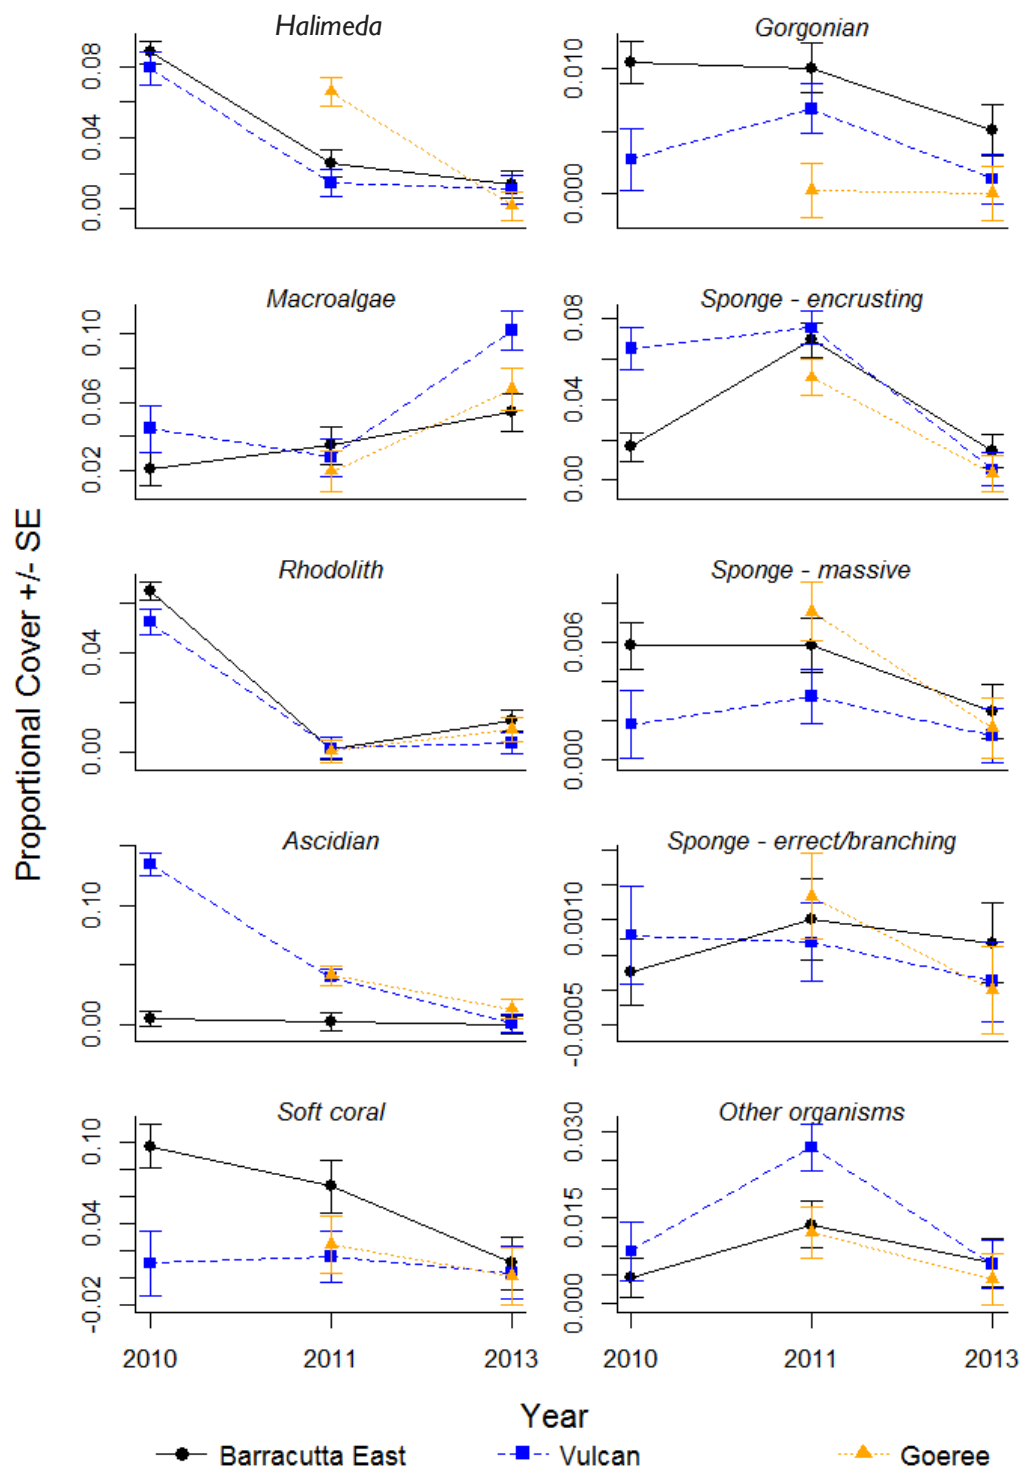 Halimeda
0.00 0.04 0.08
Gorgonian
0.000 0.010
Macroalgae
0.02 0.06 0.10
Sponge - encrusting
0.00 0.04 0.08
Rhodolith
0.00 0.04
Sponge - massive
0.000 0.006
Ascidian
0.00 0.10
Sponge - errect/branching
-0.0005 0.0010
Soft coral
-0.02 0.04 0.10
Other organisms
0.000 0.015 0.030
Proportional Cover +/- SE
2010 2011 2013
2010 2011 2013
Year
Barracutta East Vulcan Goeree